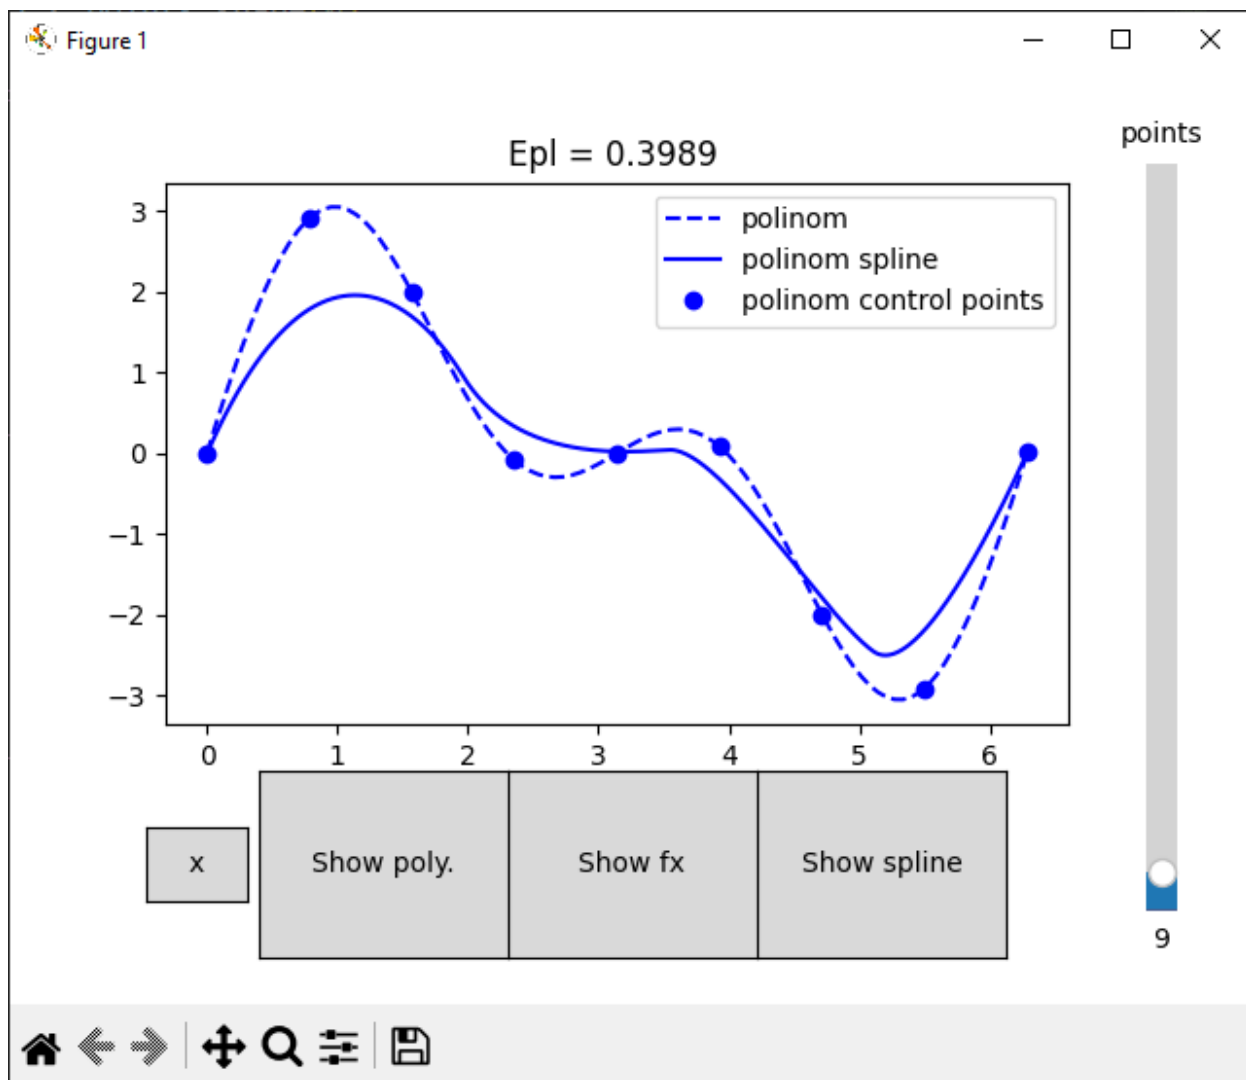 Figure 1
points
Epl = 0.3989
polinom
polinom spline
polinom control points
3
2
1
0
−1
−2
−3
0 1 2 3 4 5 6
x
Show poly.
Show fx
Show spline
9